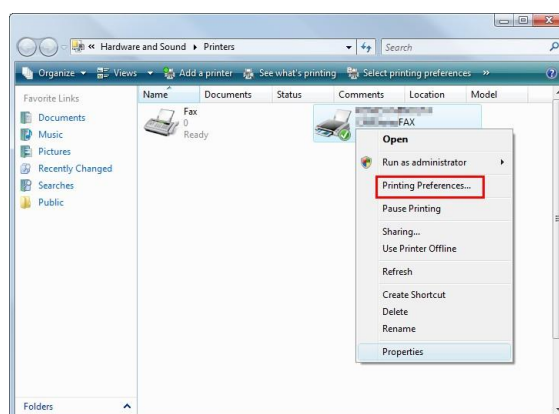 « Hardware and Sound ▸ Printers
Search
Organize
Views
Add a printer
See what's printing
Select printing preferences
»
Favorite Links
Documents
Music
Pictures
Recently Changed
Searches
Public
Folders
Name Documents Status Comments Location Model
Fax
0
Ready
FAX
Open
Run as administrator
Printing Preferences...
Pause Printing
Sharing...
Use Printer Offline
Refresh
Create Shortcut
Delete
Rename
Properties